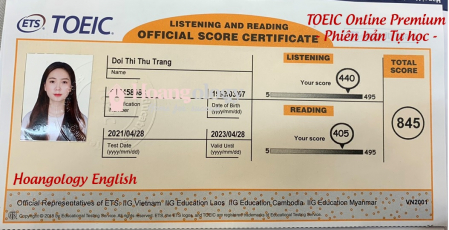 ETS TOEIC
LISTENING AND READING
OFFICIAL SCORE CERTIFICATE
TOEIC Online Premium
Phiên bản Tự học -
Doi Thi Thu Trang
Name
Date of Birth
(yyyy/mm/dd)
2021/04/28
2023/04/28
Test Date
(yyyy/mm/dd)
Valid Until
(yyyy/mm/dd)
LISTENING
Your score
440
5
495
READING
Your score
405
5
495
TOTAL
SCORE
845
Hoangology English
Official Representatives of ETS: IIG Vietnam IIG Education Laos IIG Education Cambodia IIG Education Myanmar
VN2001